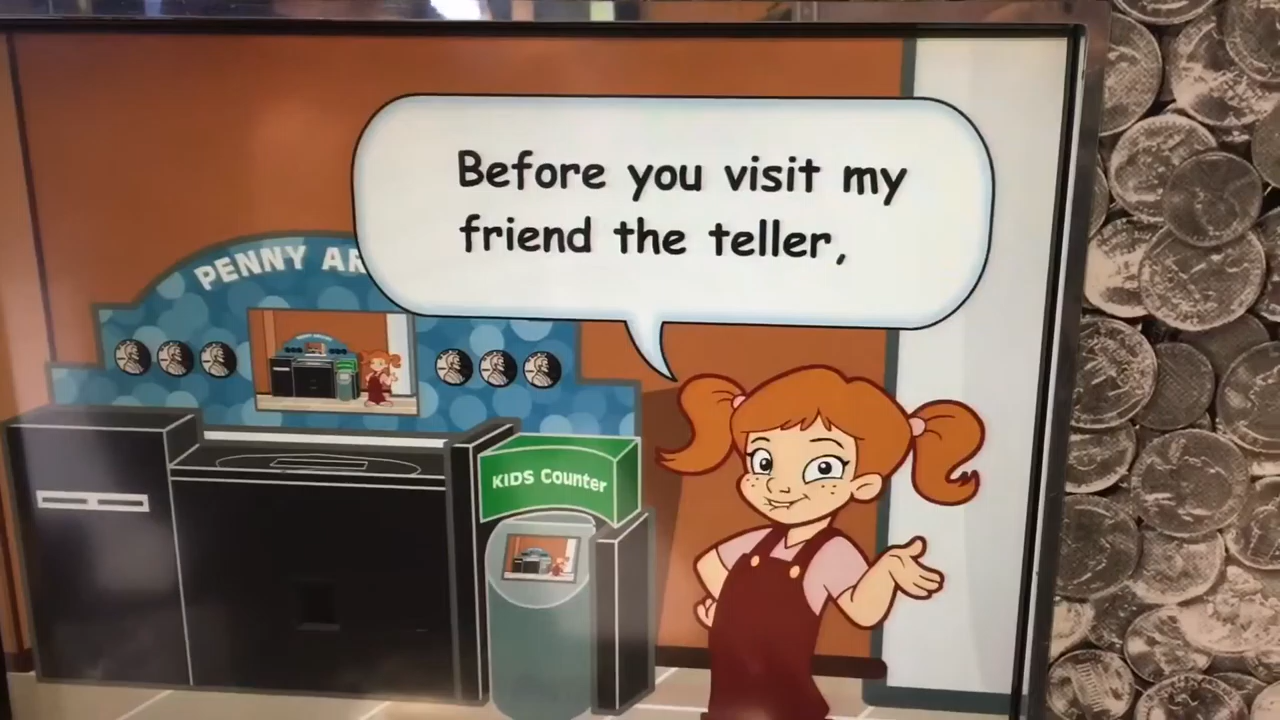 Before you visit my
friend the teller,
PENNY AR
KIDS Counter